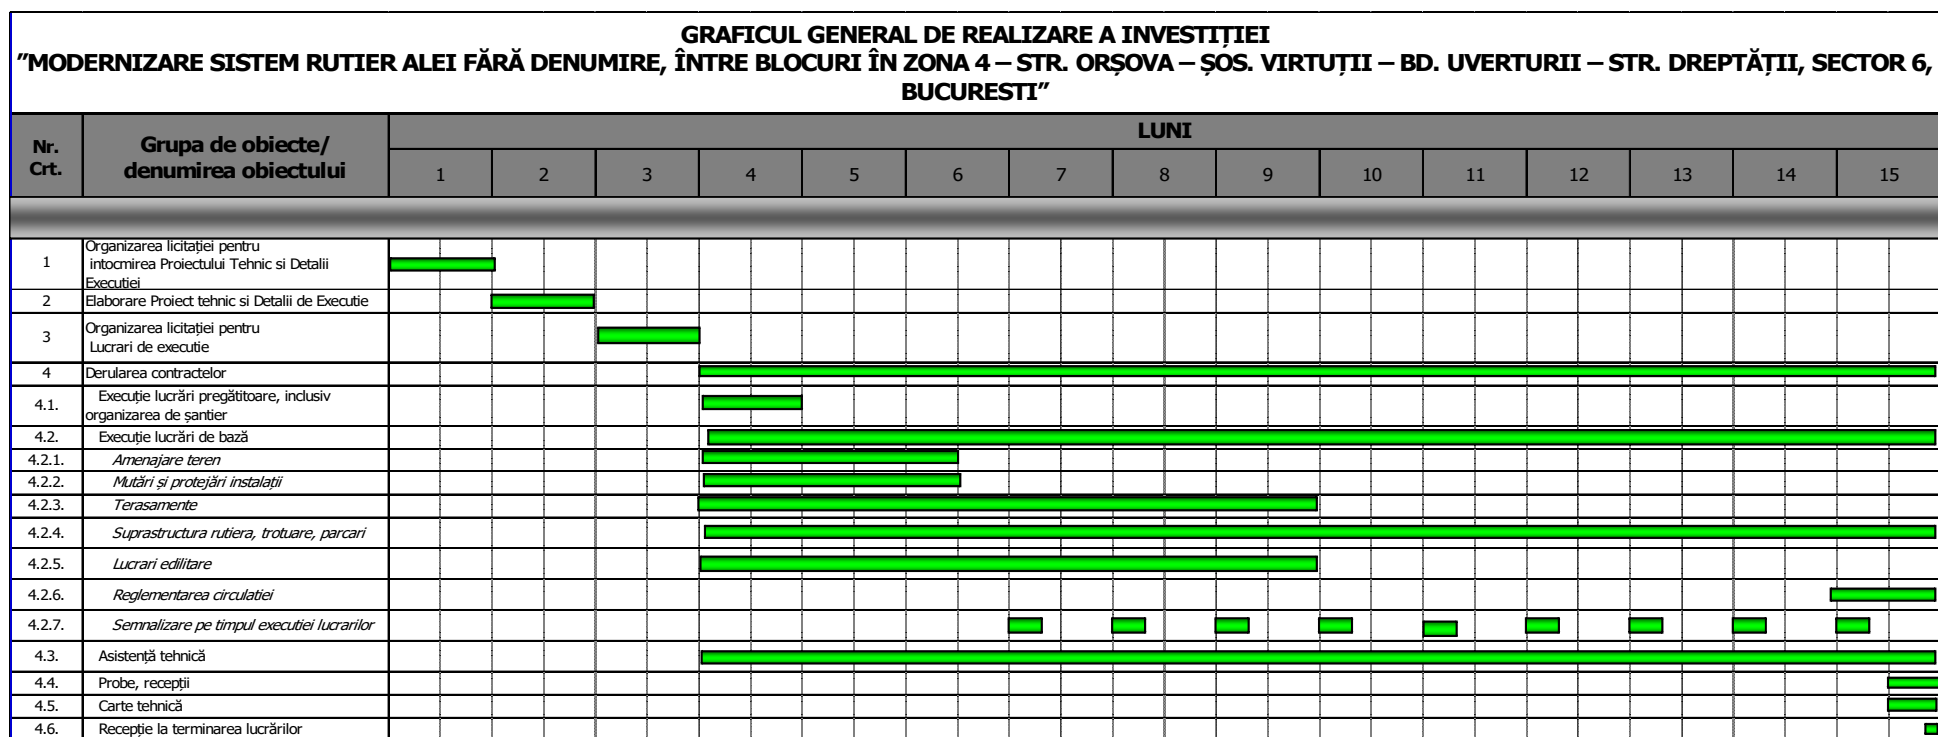 GRAFICUL GENERAL DE REALIZARE A INVESTIȚIEI
”MODERNIZARE SISTEM RUTIER ALEI FĂRĂ DENUMIRE, ÎNTRE BLOCURI ÎN ZONA 4 – STR. ORȘOVA – ȘOS. VIRTUȚII – BD. UVERTURII – STR. DREPTĂȚII, SECTOR 6,
BUCURESTI”
Nr.
Crt.
Grupa de obiecte/
denumirea obiectului
LUNI
1 2 3 4 5 6 7 8 9 10 11 12 13 14 15
1
Organizarea licitației pentru
intocmirea Proiectului Tehnic si Detalii
Executiei
2 Elaborare Proiect tehnic si Detalii de Executie
3
Organizarea licitației pentru
Lucrari de executie
4 Derularea contractelor
4.1.
Execuție lucrări pregătitoare, inclusiv
organizarea de șantier
4.2. Execuție lucrări de bază
4.2.1. Amenajare teren
4.2.2. Mutări și protejări instalații
4.2.3. Terasamente
4.2.4. Suprastructura rutiera, trotuare, parcari
4.2.5. Lucrari edilitare
4.2.6. Reglementarea circulatiei
4.2.7. Semnalizare pe timpul executiei lucrarilor
4.3. Asistență tehnică
4.4. Probe, recepții
4.5. Carte tehnică
4.6. Recepție la terminarea lucrărilor